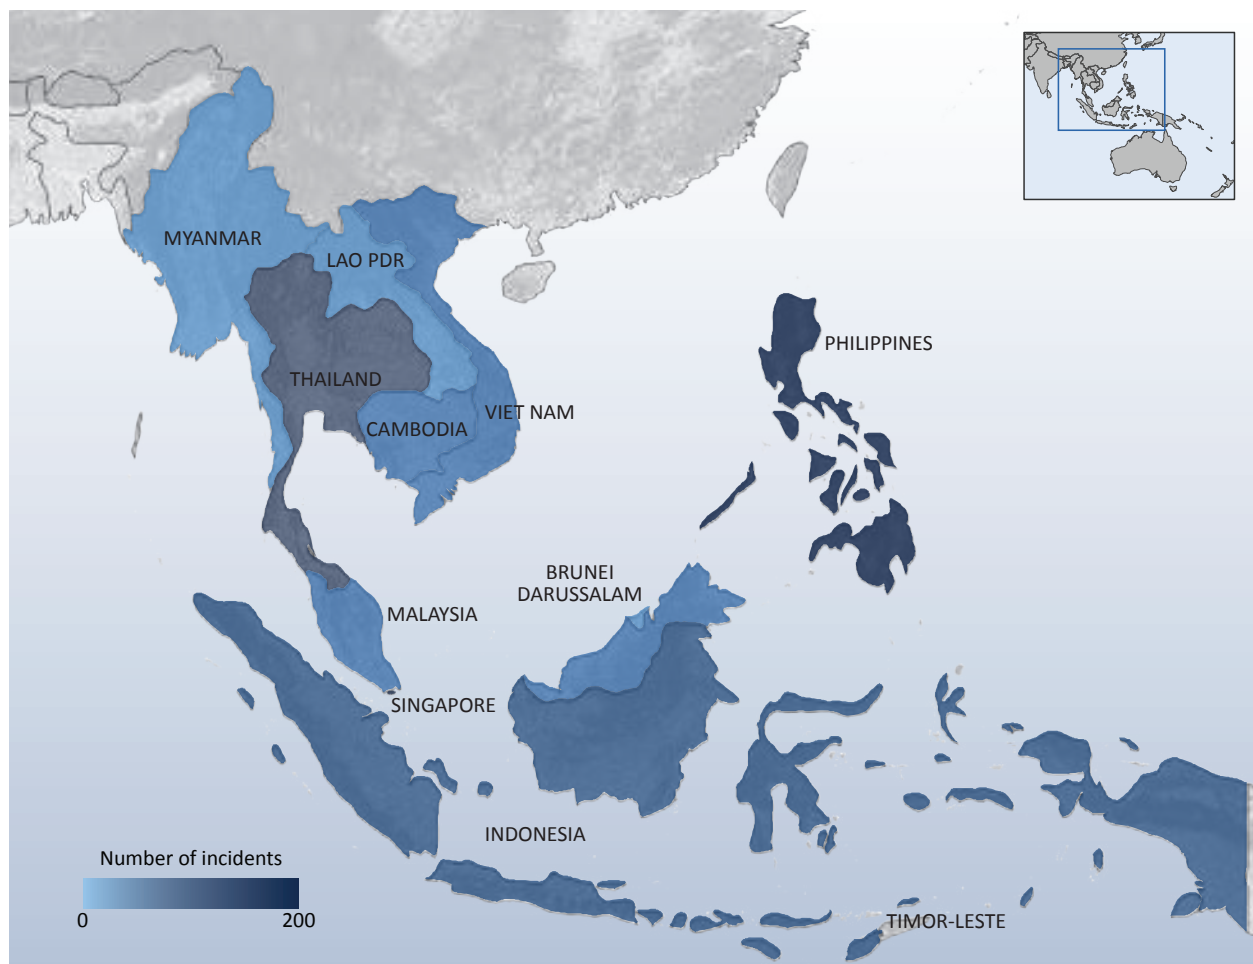 MYANMAR
LAO PDR
PHILIPPINES
THAILAND
VIET NAM
CAMBODIA
BRUNEI
DARUSSALAM
MALAYSIA
SINGAPORE
INDONESIA
Number of incidents
0 200
TIMOR-LESTE